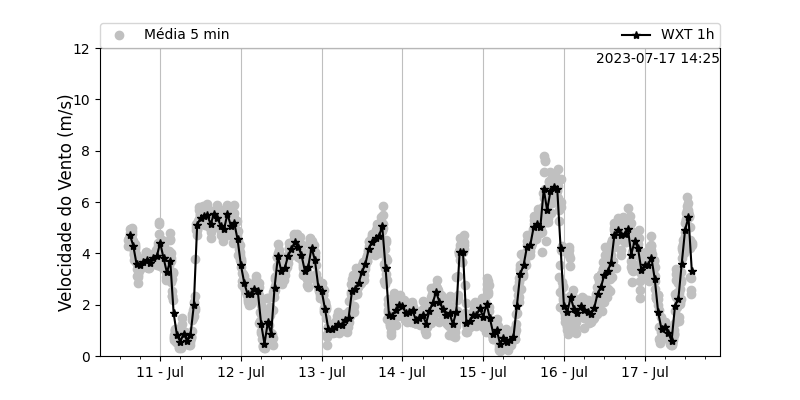 Média 5 min
WXT 1h
2023-07-17 14:25
Velocidade do Vento (m/s)
12
10
8
6
4
2
0
11 - Jul
12 - Jul
13 - Jul
14 - Jul
15 - Jul
16 - Jul
17 - Jul